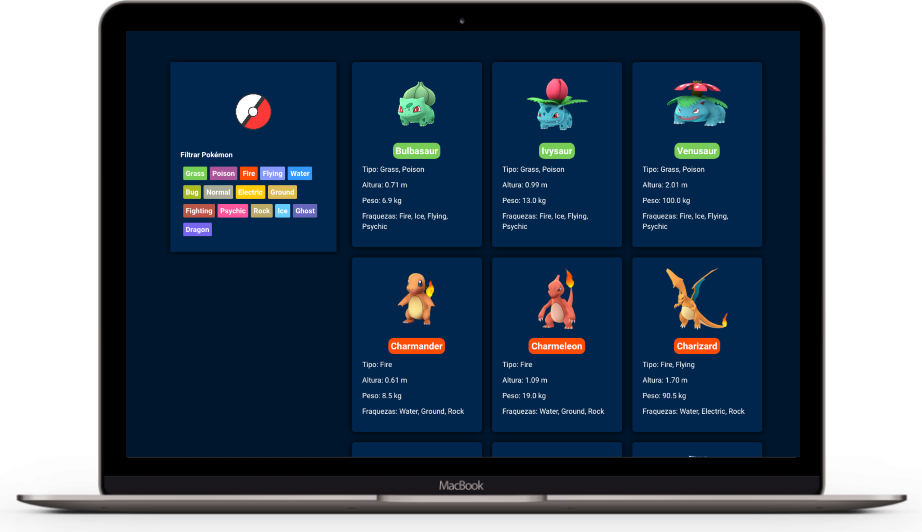 Filtrar Pokémon
Grass Poison Fire Flying Water
Bug Normal Electric Ground
Fighting Psychic Rock Ice Ghost
Dragon
Bulbasaur
Tipo: Grass, Poison
Altura: 0.71 m
Peso: 6.9 kg
Fraquezas: Fire, Ice, Flying,
Psychic
Ivysaur
Tipo: Grass, Poison
Altura: 0.99 m
Peso: 13.0 kg
Fraquezas: Fire, Ice, Flying,
Psychic
Venusaur
Tipo: Grass, Poison
Altura: 2.01 m
Peso: 100.0 kg
Fraquezas: Fire, Ice, Flying,
Psychic
Charmander
Tipo: Fire
Altura: 0.61 m
Peso: 8.5 kg
Fraquezas: Water, Ground, Rock
Charmeleon
Tipo: Fire
Altura: 1.09 m
Peso: 19.0 kg
Fraquezas: Water, Ground, Rock
Charizard
Tipo: Fire, Flying
Altura: 1.70 m
Peso: 90.5 kg
Fraquezas: Water, Electric, Rock
MacBook